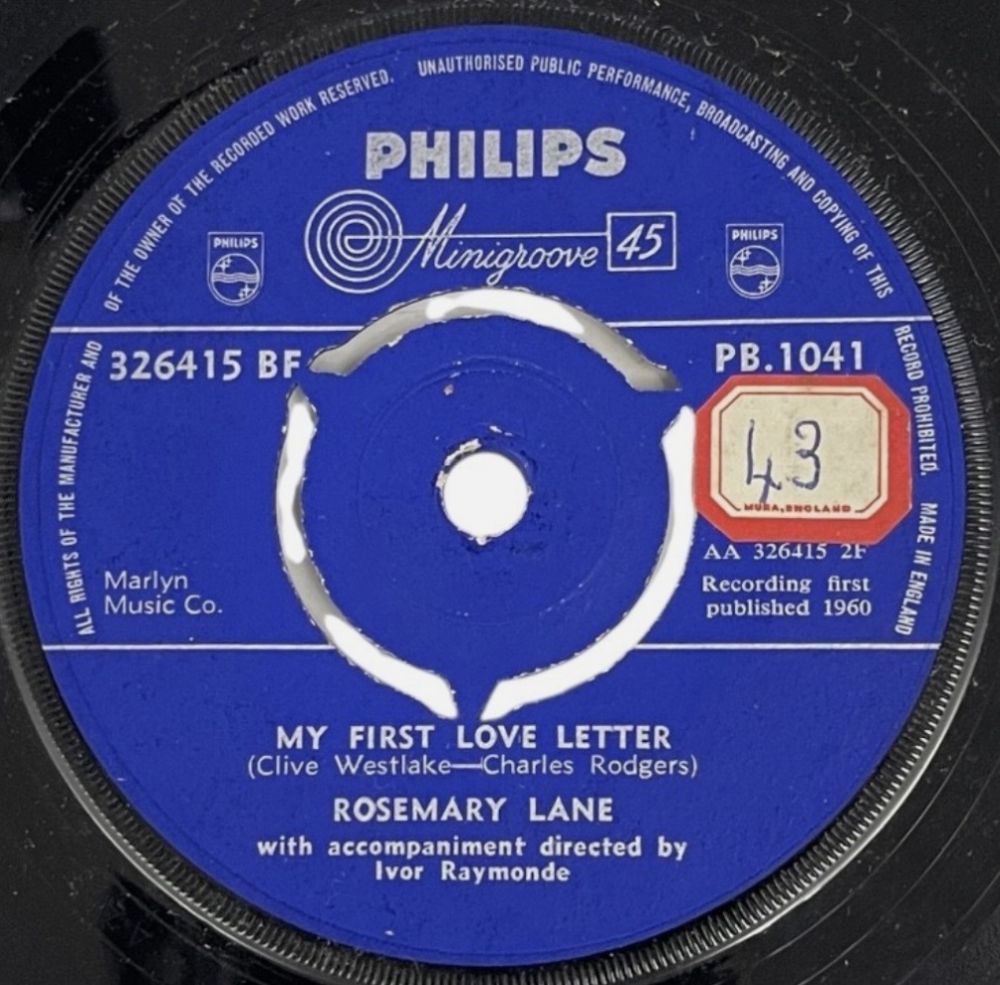 ALL RIGHTS OF THE MANUFACTURER AND OF THE OWNER OF THE RECORDED WORK RESERVED. UNAUTHORISED PUBLIC PERFORMANCE, BROADCASTING AND COPYING OF THIS RECORD PROHIBITED. MADE IN ENGLAND
PHILIPS
Minigroove 45
PHILIPS
PHILIPS
326415 BF
PB.1041
43
MURA, ENGLAND
AA 326415 2F
Marlyn
Music Co.
Recording first
published 1960
MY FIRST LOVE LETTER
(Clive Westlake—Charles Rodgers)
ROSEMARY LANE
with accompaniment directed by
Ivor Raymonde